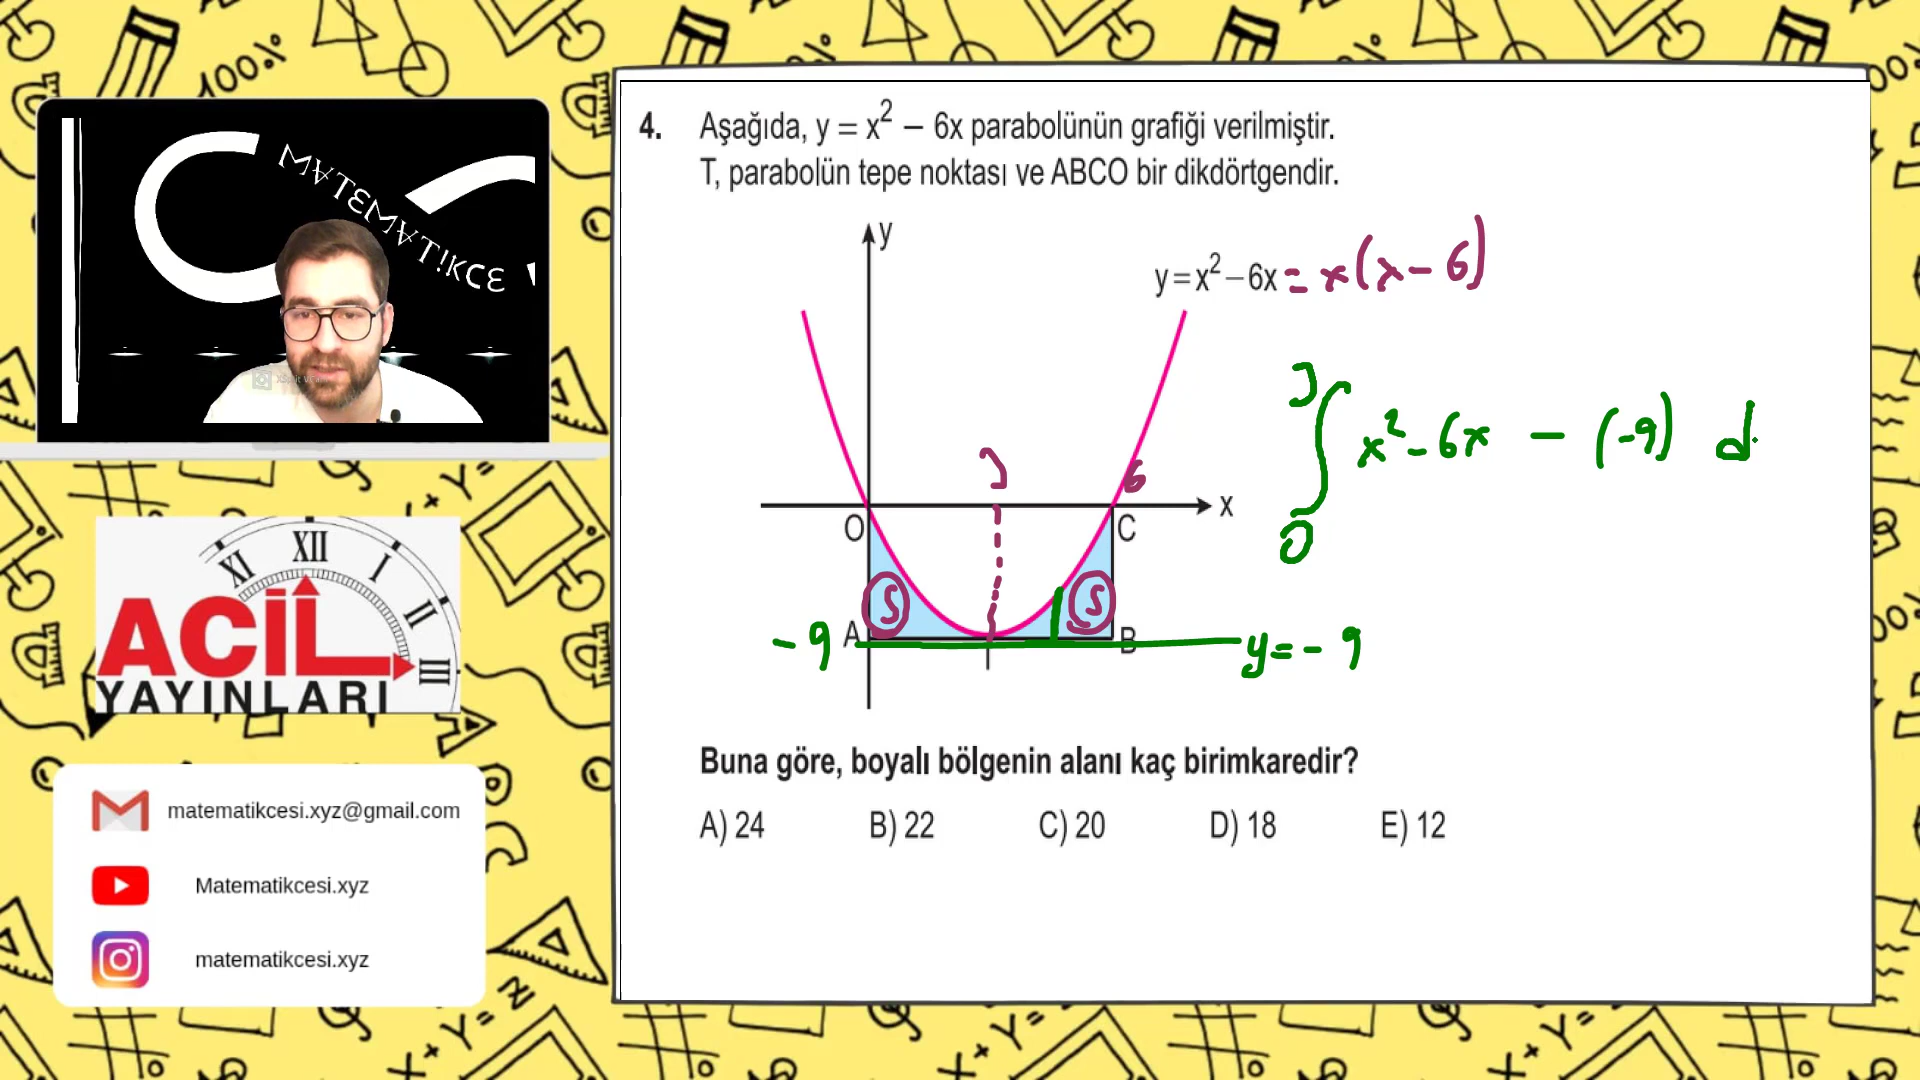 MATEMATİKCE
XII
XI
I
II
III
ACİL
YAYINLARI
matematikcesi.xyz@gmail.com
Matematikcesi.xyz
matematikcesi.xyz
4. Aşağıda, y = x² − 6x parabolünün grafiği verilmiştir.
T, parabolün tepe noktası ve ABCO bir dikdörtgendir.
y
y=x²−6x = x(x−6)
3
∫ x² − 6x − (−9) d
0
3
6
x
O
C
S
S
−9
A
B
y=−9
Buna göre, boyalı bölgenin alanı kaç birimkaredir?
A) 24 B) 22 C) 20 D) 18 E) 12